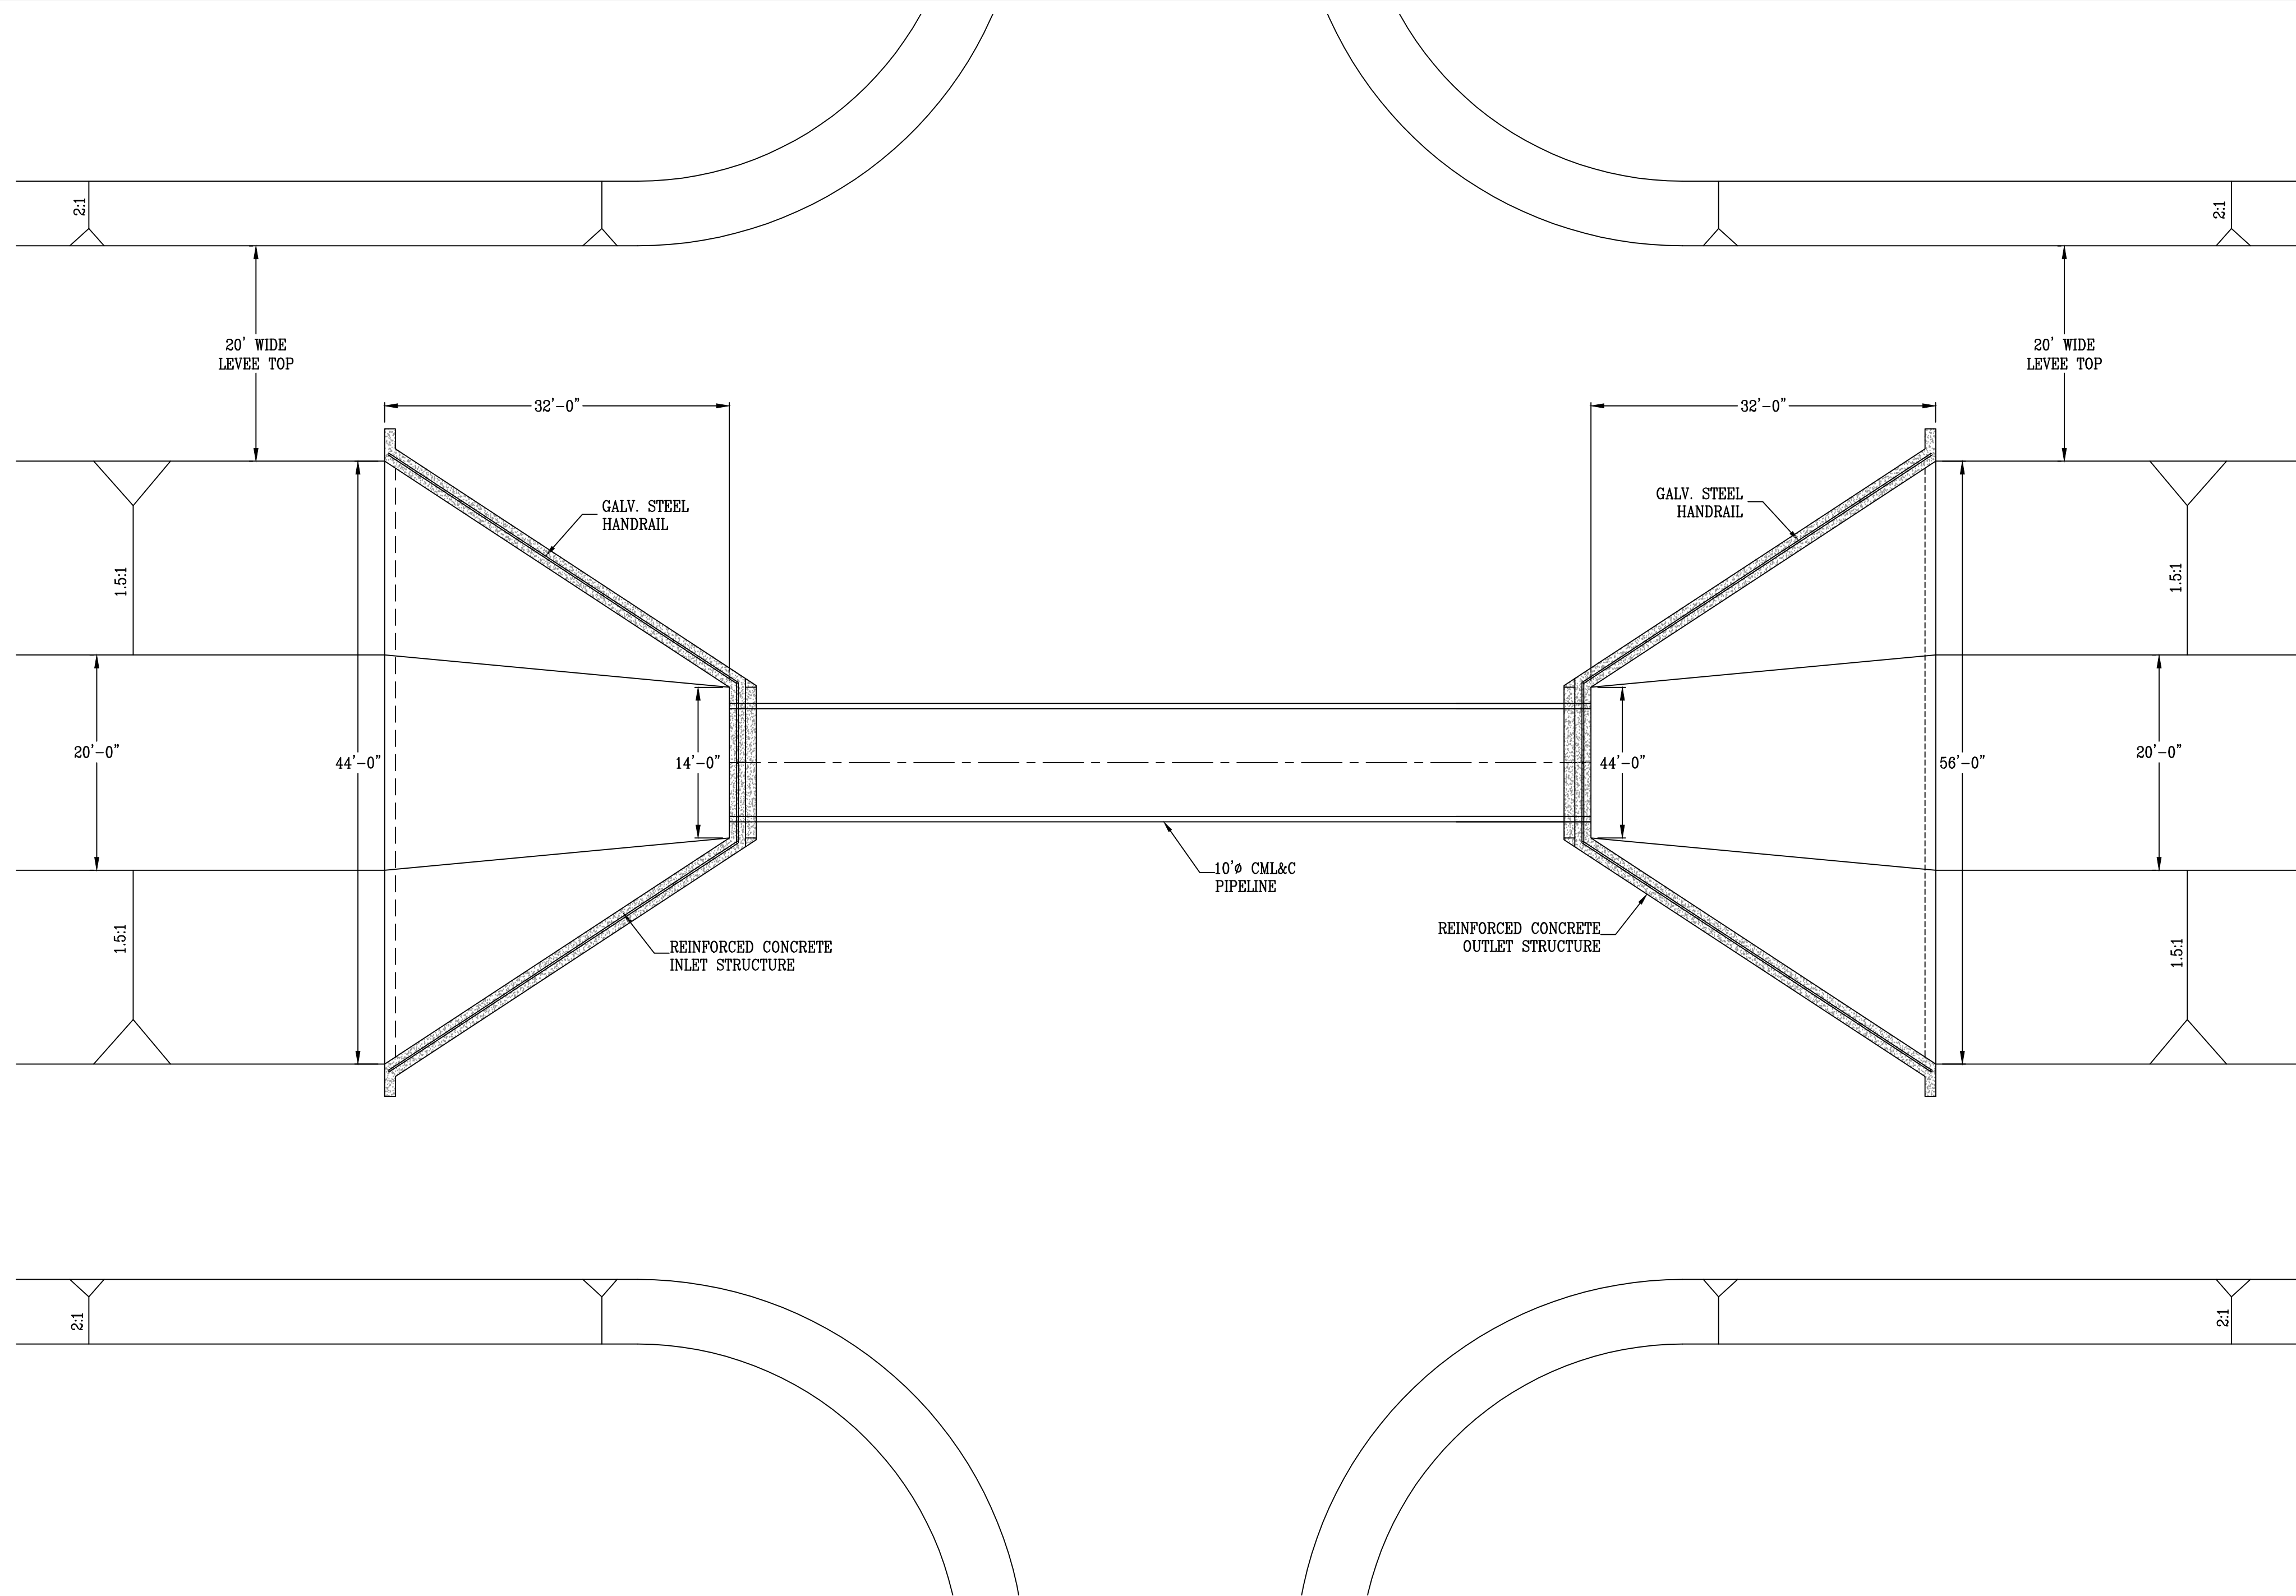 2:1
2:1
20' WIDE
LEVEE TOP
20' WIDE
LEVEE TOP
32'-0"
32'-0"
GALV. STEEL
HANDRAIL
GALV. STEEL
HANDRAIL
1.5:1
1.5:1
20'-0"
44'-0"
14'-0"
44'-0"
56'-0"
20'-0"
10'ø CML&C
PIPELINE
1.5:1
REINFORCED CONCRETE
INLET STRUCTURE
REINFORCED CONCRETE
OUTLET STRUCTURE
1.5:1
2:1
2:1